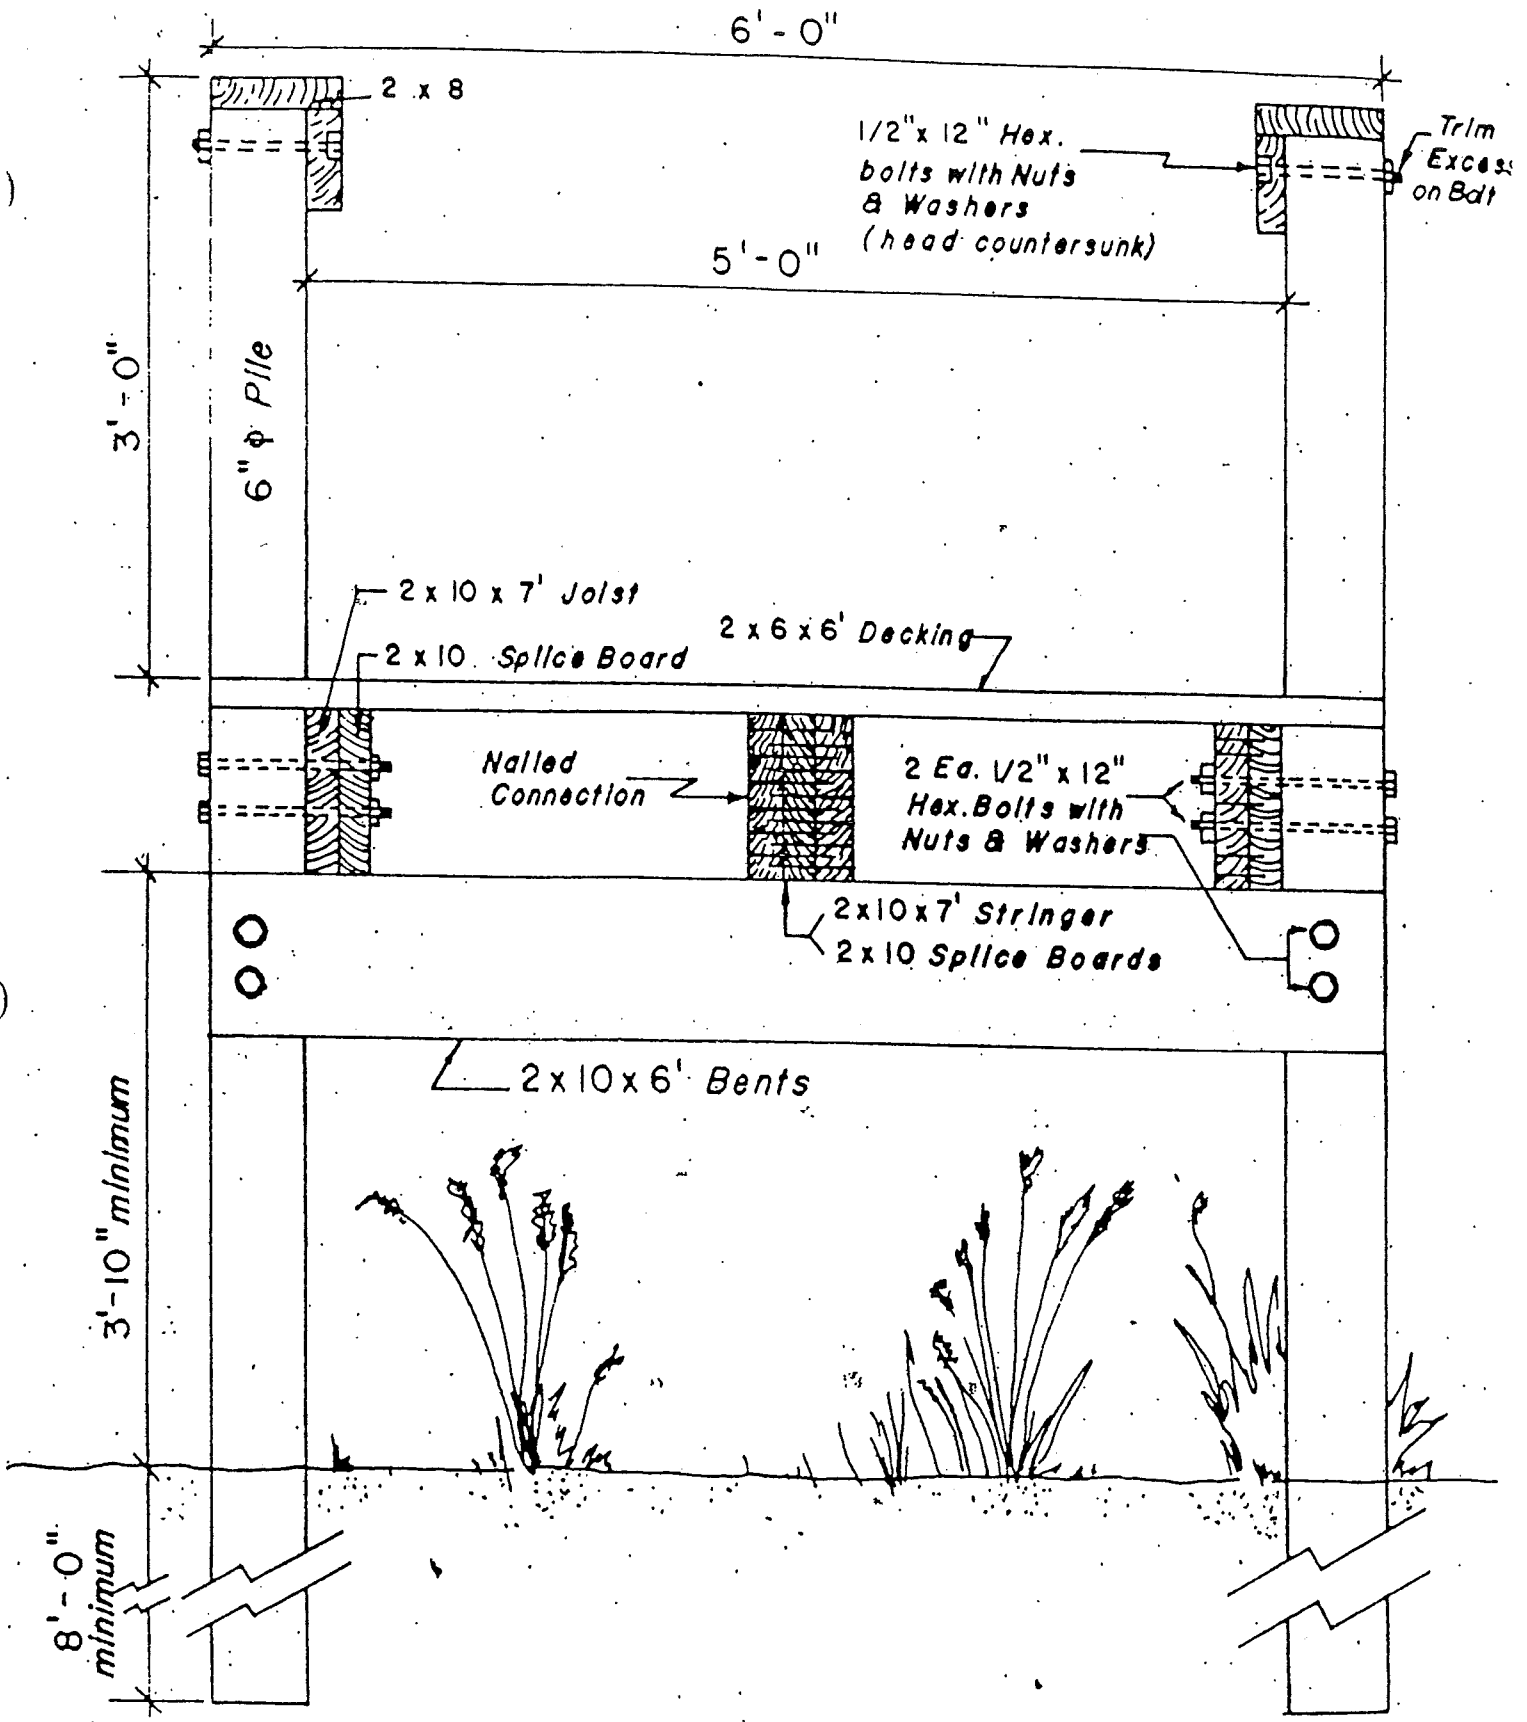 6'-0"
2 x 8
1/2" x 12" Hex.
bolts with Nuts
& Washers
(head countersunk)
Trim
Excess
on Bolt
5'-0"
3'-0"
6" ϕ Pile
2 x 10 x 7' Joist
2 x 6 x 6' Decking
2 x 10 Splice Board
Nailed
Connection
2 Ea. 1/2" x 12"
Hex. Bolts with
Nuts & Washers
2 x 10 x 7' Stringer
2 x 10 Splice Boards
2 x 10 x 6' Bents
3'-10" minimum
8'-0"
minimum